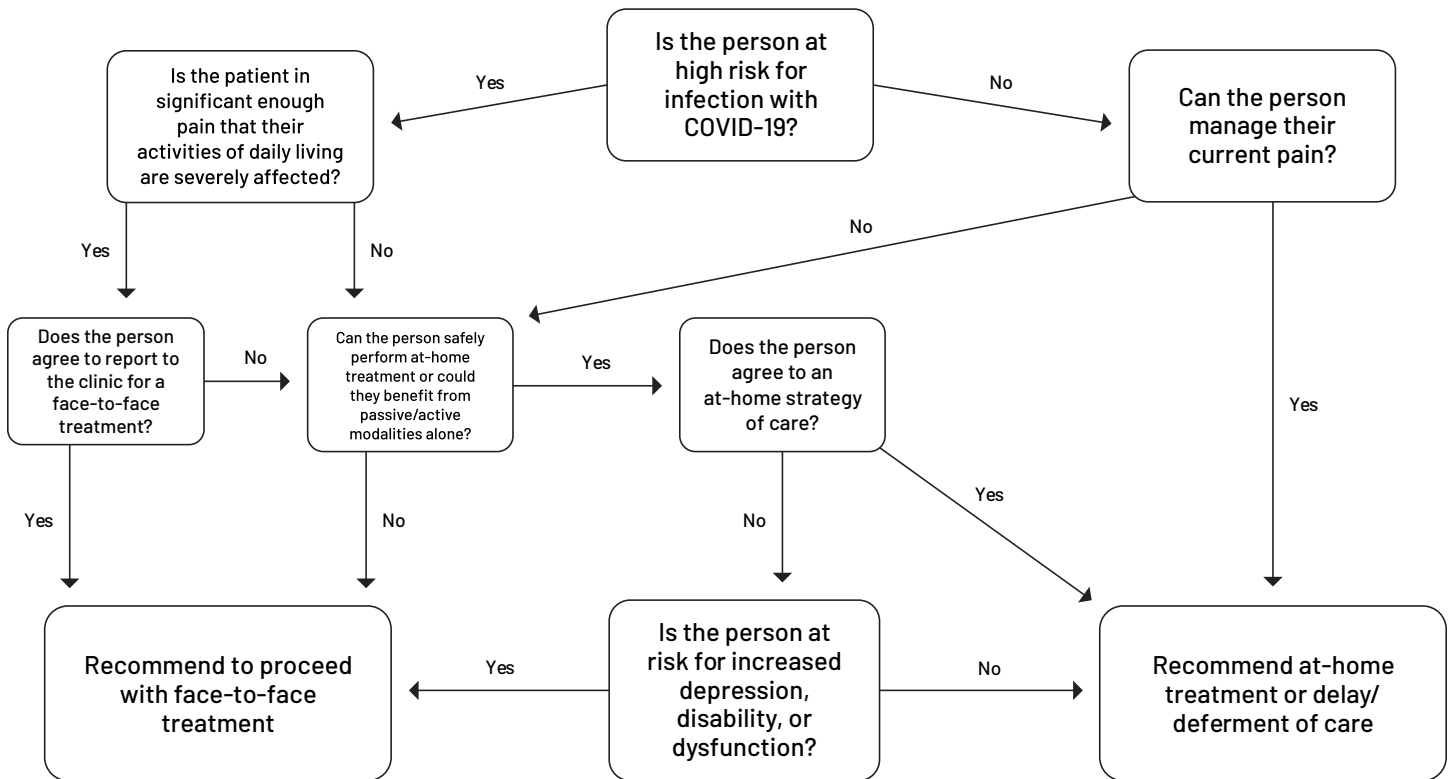 Is the person at
high risk for
infection with
COVID-19?
Yes
No
Is the patient in
significant enough
pain that their
activities of daily living
are severely affected?
Can the person
manage their
current pain?
Yes
No
No
Yes
Does the person
agree to report to
the clinic for a
face-to-face
treatment?
No
Can the person safely
perform at-home
treatment or could
they benefit from
passive/active
modalities alone?
Yes
Does the person
agree to an
at-home strategy
of care?
Yes
No
No
Yes
Recommend to proceed
with face-to-face
treatment
Yes
Is the person at
risk for increased
depression,
disability, or
dysfunction?
No
Recommend at-home
treatment or delay/
deferment of care